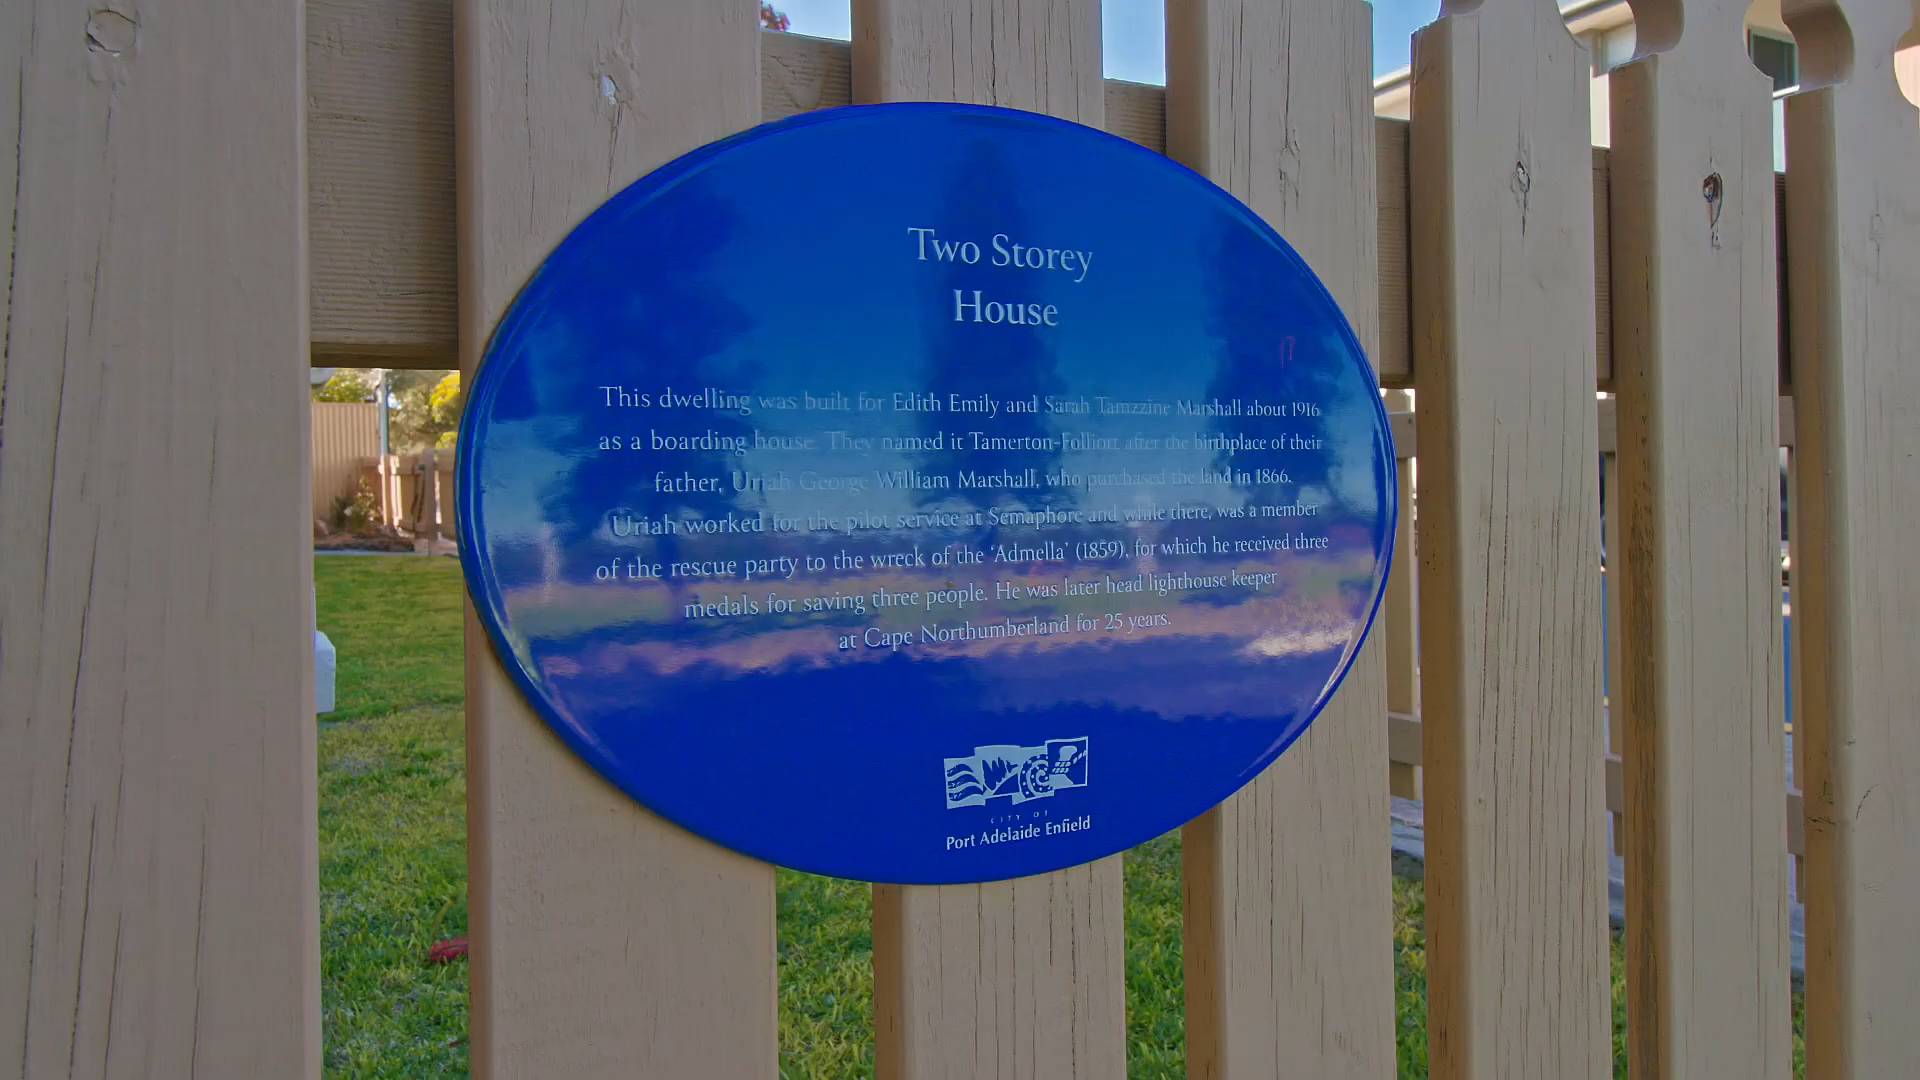 Two Storey
House
This dwelling was built for Edith Emily and Sarah Tamzzine Marshall about 1916
as a boarding house. They named it Tamerton-Folliott after the birthplace of their
father, Uriah George William Marshall, who purchased the land in 1866.
Uriah worked for the pilot service at Semaphore and while there, was a member
of the rescue party to the wreck of the ‘Admella’ (1859), for which he received three
medals for saving three people. He was later head lighthouse keeper
at Cape Northumberland for 25 years.
CITY OF
Port Adelaide Enfield